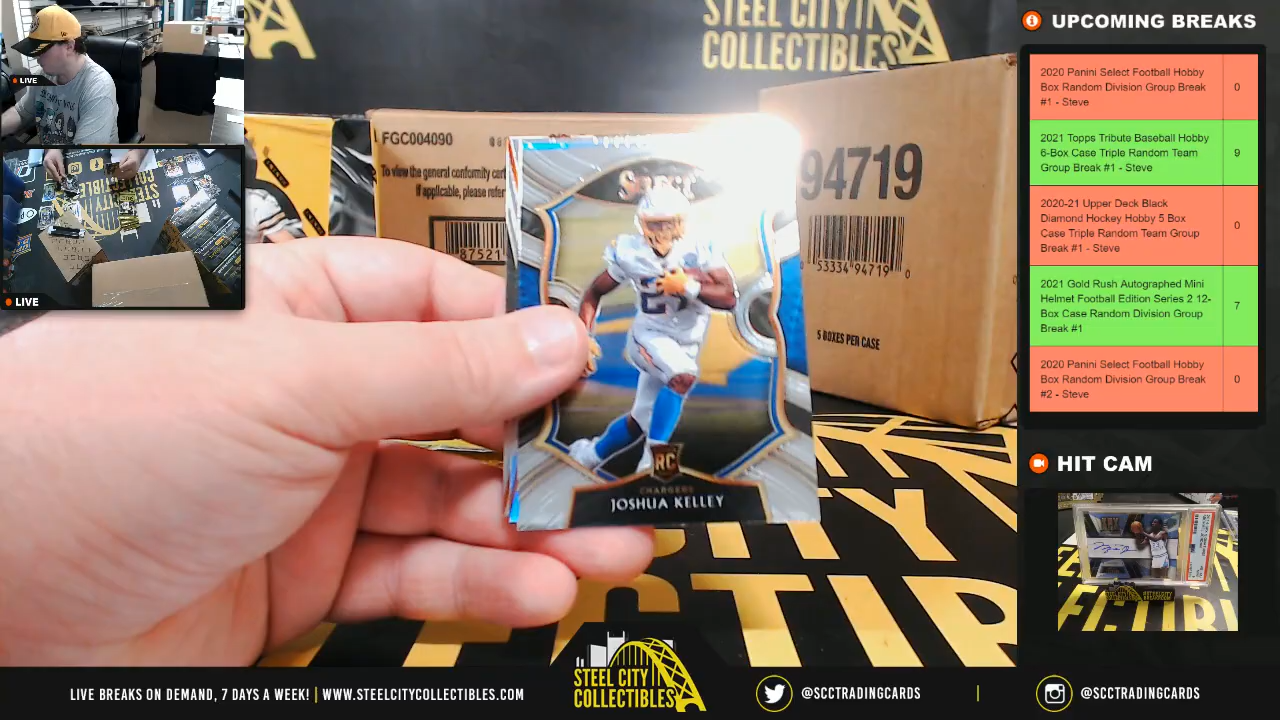 LIVE
LIVE
STEEL CITY
COLLECTIBLES
FGC004090
To view the general conformity cert
if applicable, please refer
87521
94719
53334 94719 0
5 BOXES PER CASE
Select
RC
CHARGERS
JOSHUA KELLEY
UPCOMING BREAKS
2020 Panini Select Football Hobby
Box Random Division Group Break
#1 - Steve
0
2021 Topps Tribute Baseball Hobby
6-Box Case Triple Random Team
Group Break #1 - Steve
9
2020-21 Upper Deck Black
Diamond Hockey Hobby 5 Box
Case Triple Random Team Group
Break #1 - Steve
0
2021 Gold Rush Autographed Mini
Helmet Football Edition Series 2 12-
Box Case Random Division Group
Break #1
7
2020 Panini Select Football Hobby
Box Random Division Group Break
#2 - Steve
0
HIT CAM
LIVE BREAKS ON DEMAND, 7 DAYS A WEEK! | WWW.STEELCITYCOLLECTIBLES.COM
STEEL CITY
COLLECTIBLES
@SCCTRADINGCARDS
@SCCTRADINGCARDS